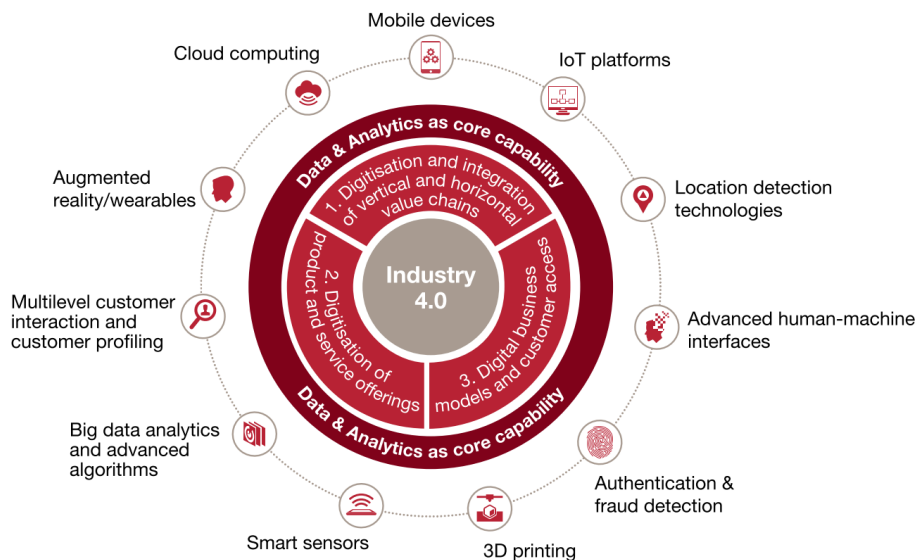 Mobile devices
Cloud computing
IoT platforms
Augmented
reality/wearables
Location detection
technologies
Multilevel customer
interaction and
customer profiling
Advanced human-machine
interfaces
Big data analytics
and advanced
algorithms
Authentication &
fraud detection
Smart sensors
3D printing
Data & Analytics as core capability
1. Digitisation and integration
of vertical and horizontal
value chains
2. Digitisation of
product and service offerings
3. Digital business
models and customer access
Industry
4.0
Data & Analytics as core capability